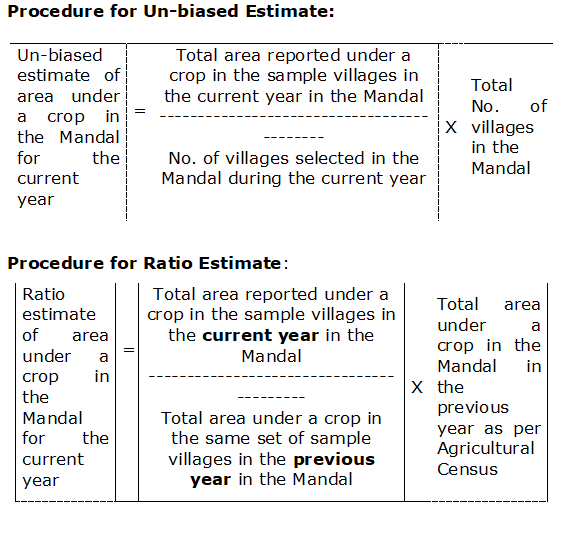 Procedure for Un-biased Estimate:
Un-biased
estimate of
area under
a crop in
the Mandal
for the
current
year
=
Total area reported under a
crop in the sample villages in
the current year in the Mandal
-----------------------------------
--------
No. of villages selected in the
Mandal during the current year
X
Total
No. of
villages
in the
Mandal
Procedure for Ratio Estimate:
Ratio
estimate
of area
under a
crop in
the
Mandal
for the
current
year
=
Total area reported under a
crop in the sample villages in
the current year in the
Mandal
--------------------------------
---------
Total area under a crop in
the same set of sample
villages in the previous
year in the Mandal
X
Total area
under a
crop in the
Mandal in
the
previous
year as per
Agricultural
Census